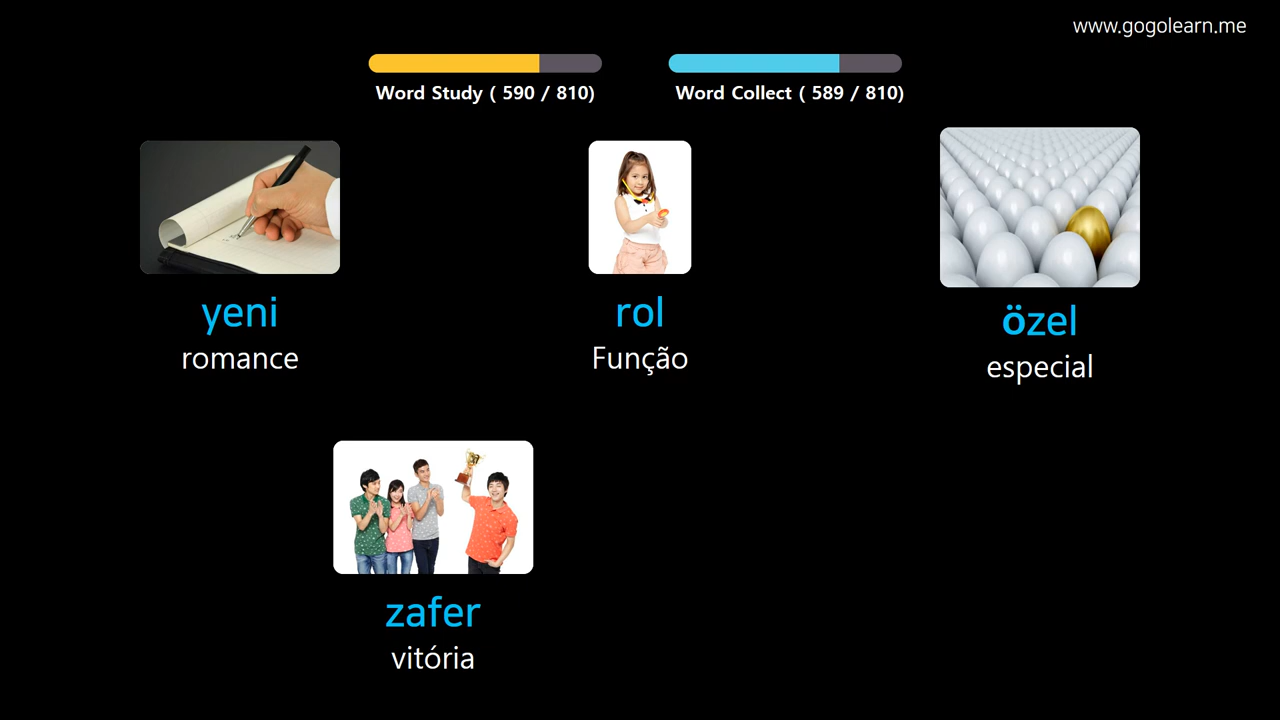 www.gogolearn.me
Word Study ( 590 / 810)
Word Collect ( 589 / 810)
yeni
romance
rol
Função
özel
especial
zafer
vitória